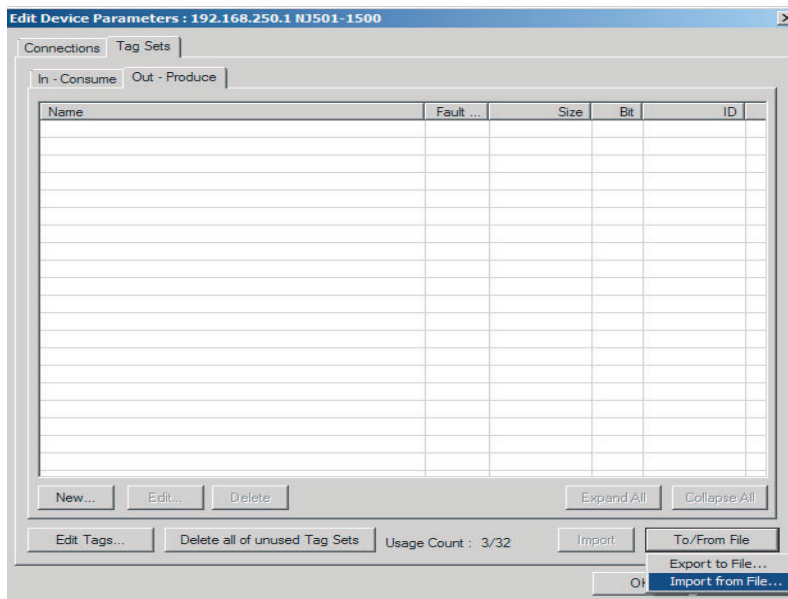 Edit Device Parameters : 192.168.250.1 NJ501-1500
Connections Tag Sets
In - Consume Out - Produce
Name Fault ... Size Bit ID
New... Edit... Delete Expand All Collapse All
Edit Tags... Delete all of unused Tag Sets Usage Count : 3/32 Import To/From File
Export to File...
Import from File...